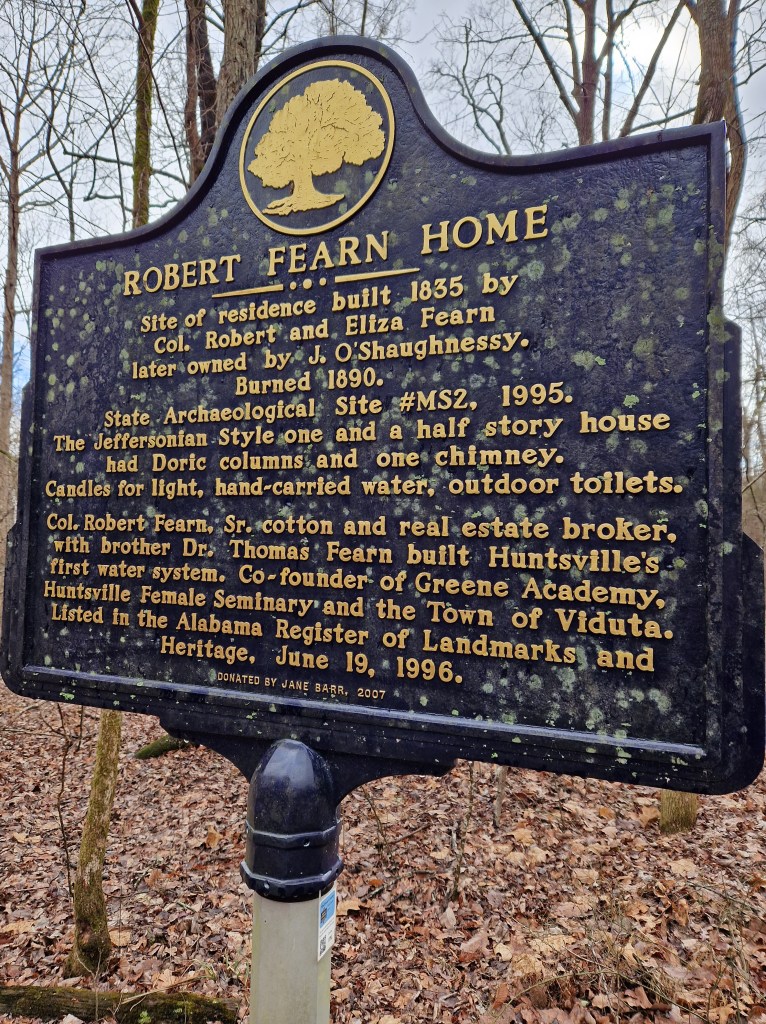 ROBERT FEARN HOME
Site of residence built 1835 by
Col. Robert and Eliza Fearn
later owned by J. O'Shaughnessy.
Burned 1890.
State Archaeological Site #MS2, 1995.
The Jeffersonian Style one and a half story house
had Doric columns and one chimney.
Candles for light, hand-carried water, outdoor toilets.
Col. Robert Fearn, Sr. cotton and real estate broker,
with brother Dr. Thomas Fearn built Huntsville's
first water system. Co-founder of Greene Academy,
Huntsville Female Seminary and the Town of Viduta.
Listed in the Alabama Register of Landmarks and
Heritage, June 19, 1996.
DONATED BY JANE BARR, 2007